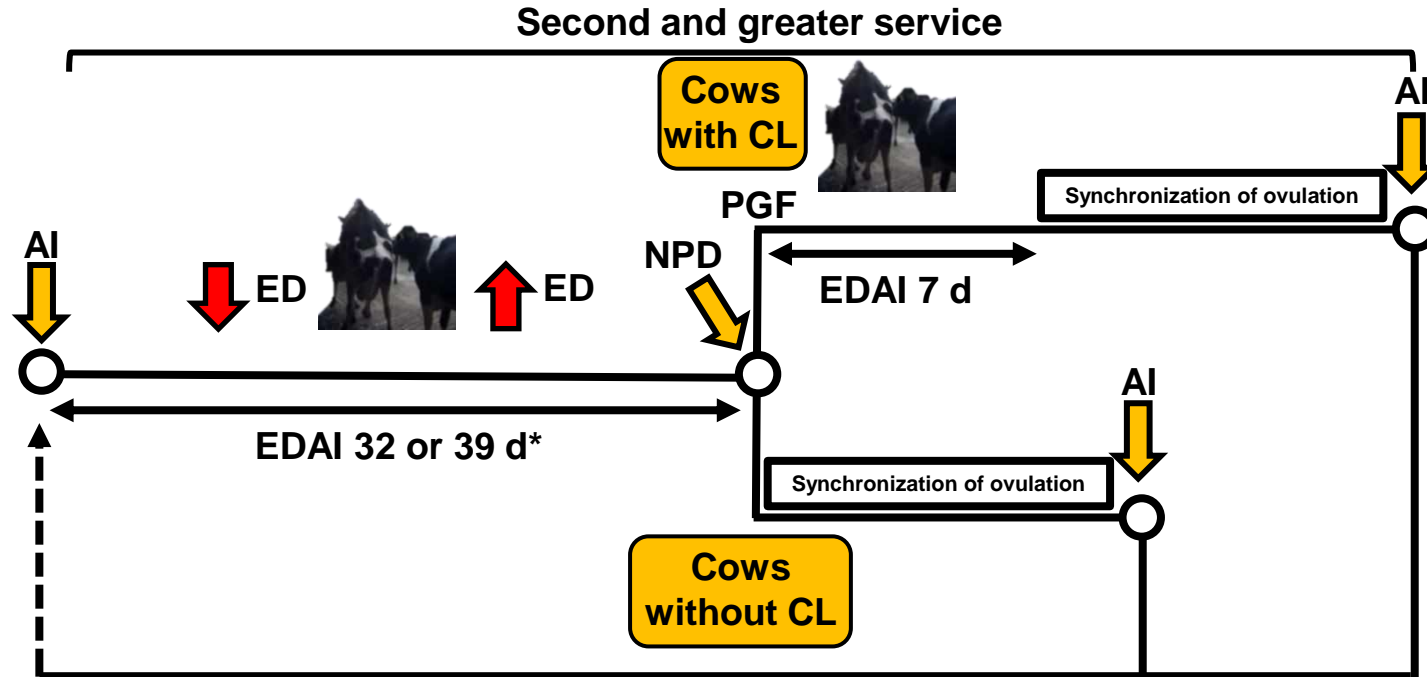 Second and greater service
Cows
with CL
AI
Synchronization of ovulation
PGF
AI
NPD
ED
ED
EDAI 7 d
AI
EDAI 32 or 39 d*
Synchronization of ovulation
Cows
without CL